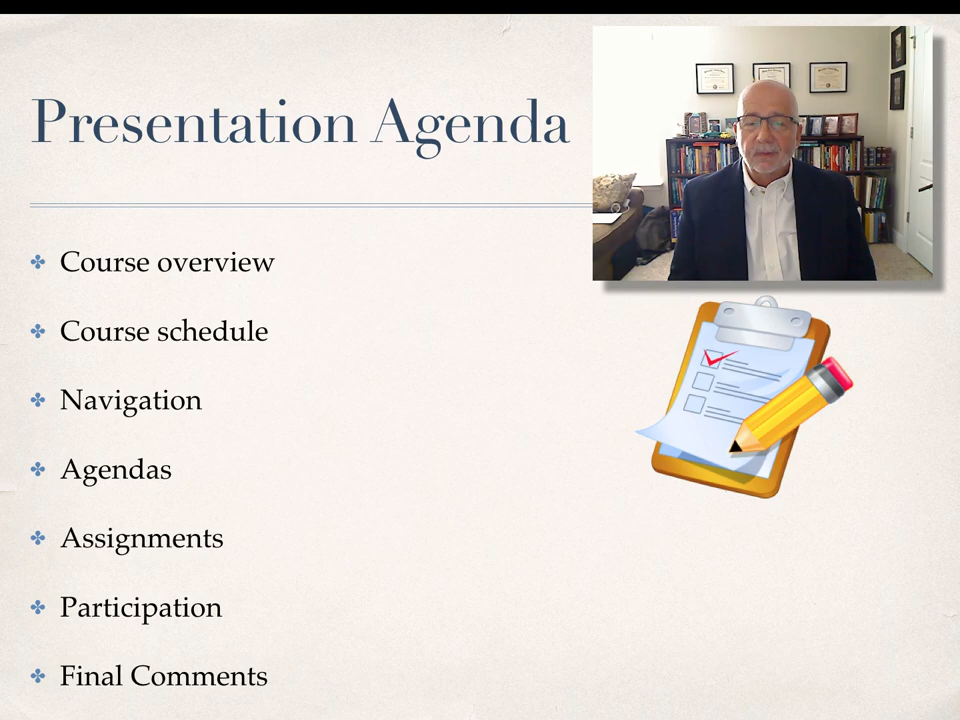 Presentation Agenda
Course overview
Course schedule
Navigation
Agendas
Assignments
Participation
Final Comments